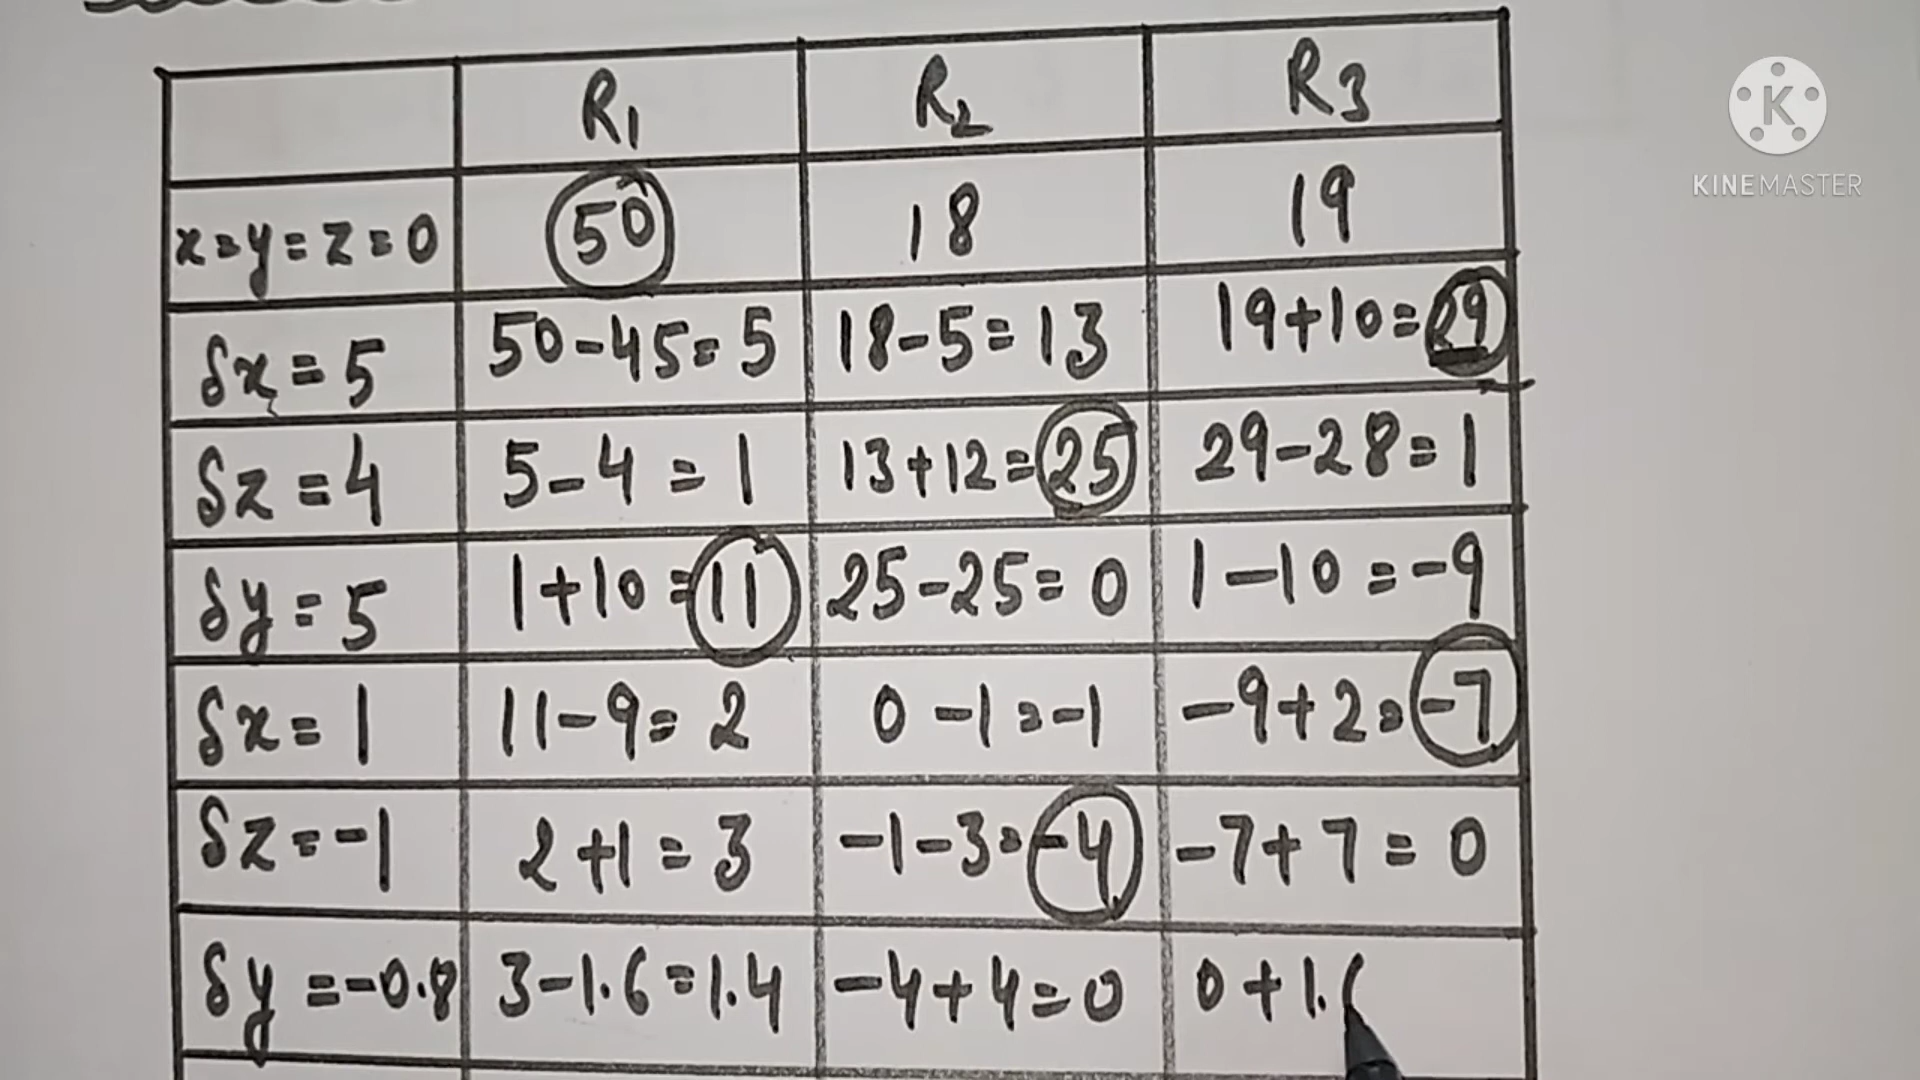 R1 R2 R3
x=y=z=0 50 18 19
δx=5 50-45=5 18-5=13 19+10=29
δz=4 5-4=1 13+12=25 29-28=1
δy=5 1+10=11 25-25=0 1-10=-9
δx=1 11-9=2 0-1=-1 -9+2=-7
δz=-1 2+1=3 -1-3=-4 -7+7=0
δy=-0.8 3-1.6=1.4 -4+4=0 0+1.6
K
KINEMASTER